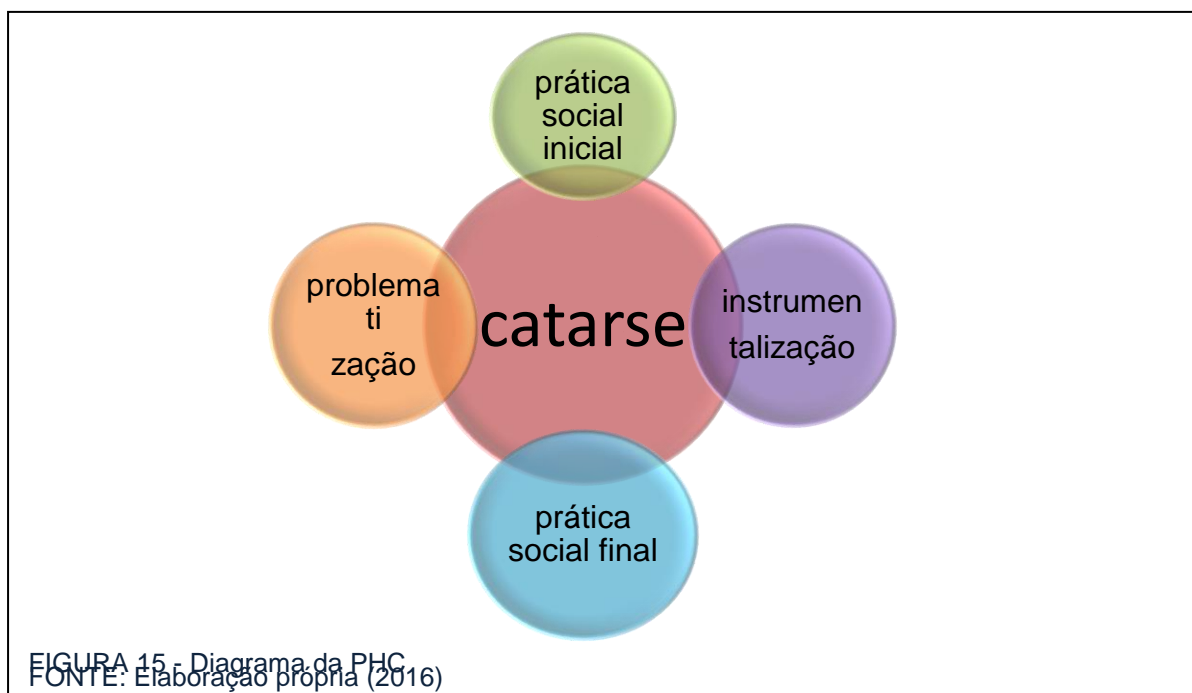 prática
social
inicial
problema
ti
zação
catarse
instrumen
talização
prática
social final
FIGURA 15 - Diagrama da PHC.
FONTE: Elaboração própria (2016)